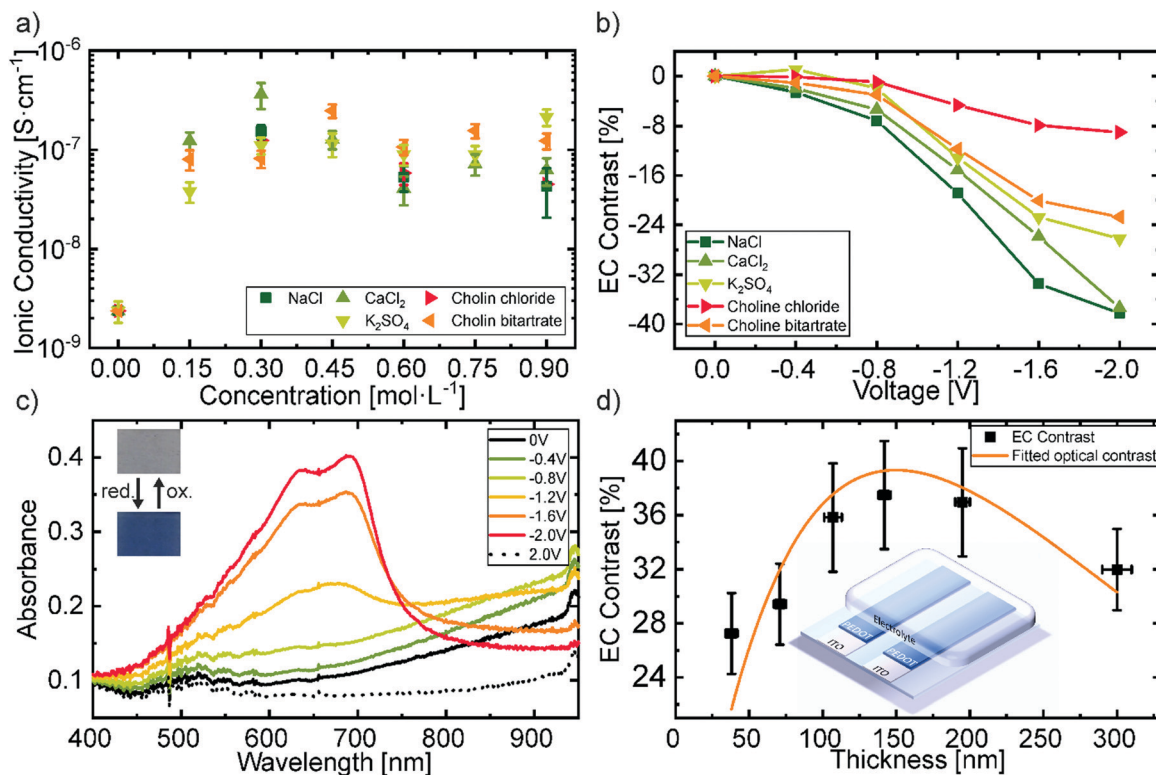 a)
Ionic Conductivity [S·cm⁻¹]
10⁻⁶
10⁻⁷
10⁻⁸
10⁻⁹
NaCl
CaCl₂
Cholin chloride
K₂SO₄
Cholin bitartrate
0.00 0.15 0.30 0.45 0.60 0.75 0.90
Concentration [mol·L⁻¹]
b)
EC Contrast [%]
0
-8
-16
-24
-32
-40
NaCl
CaCl₂
K₂SO₄
Choline chloride
Choline bitartrate
0.0 -0.4 -0.8 -1.2 -1.6 -2.0
Voltage [V]
c)
Absorbance
0.4
0.3
0.2
0.1
red.
ox.
0V
-0.4V
-0.8V
-1.2V
-1.6V
-2.0V
2.0V
400 500 600 700 800 900
Wavelength [nm]
d)
EC Contrast [%]
40
36
32
28
24
EC Contrast
Fitted optical contrast
Electrolyte
PEDOT
PEDOT
ITO
ITO
0 50 100 150 200 250 300
Thickness [nm]